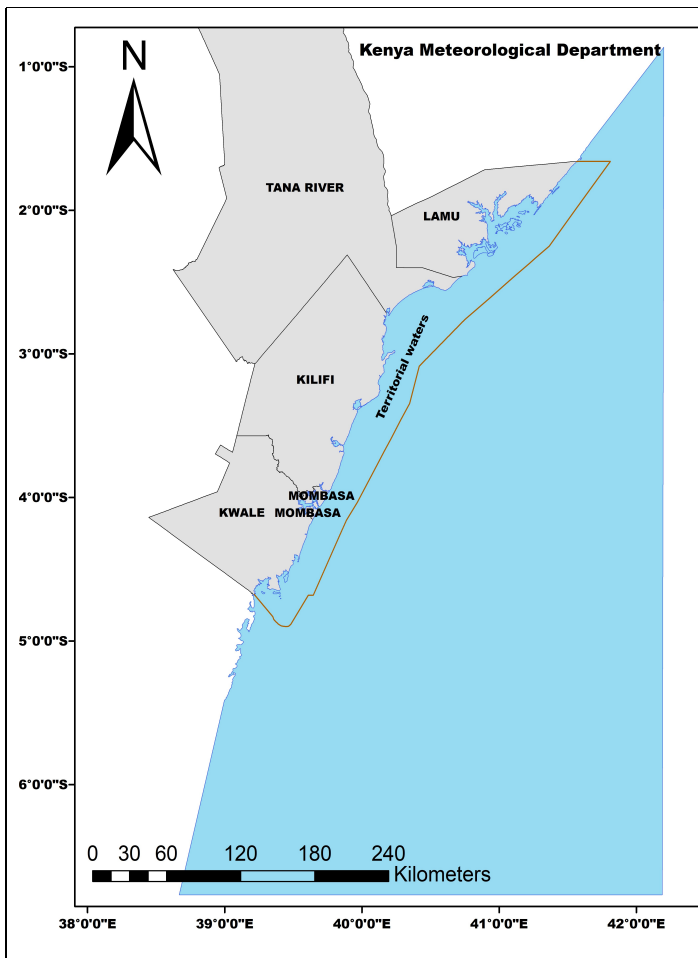 Kenya Meteorological Department
N
1°0'0"S
2°0'0"S
3°0'0"S
4°0'0"S
5°0'0"S
6°0'0"S
TANA RIVER
LAMU
Territorial waters
KILIFI
MOMBASA
KWALE MOMBASA
0 30 60 120 180 240
Kilometers
38°0'0"E 39°0'0"E 40°0'0"E 41°0'0"E 42°0'0"E